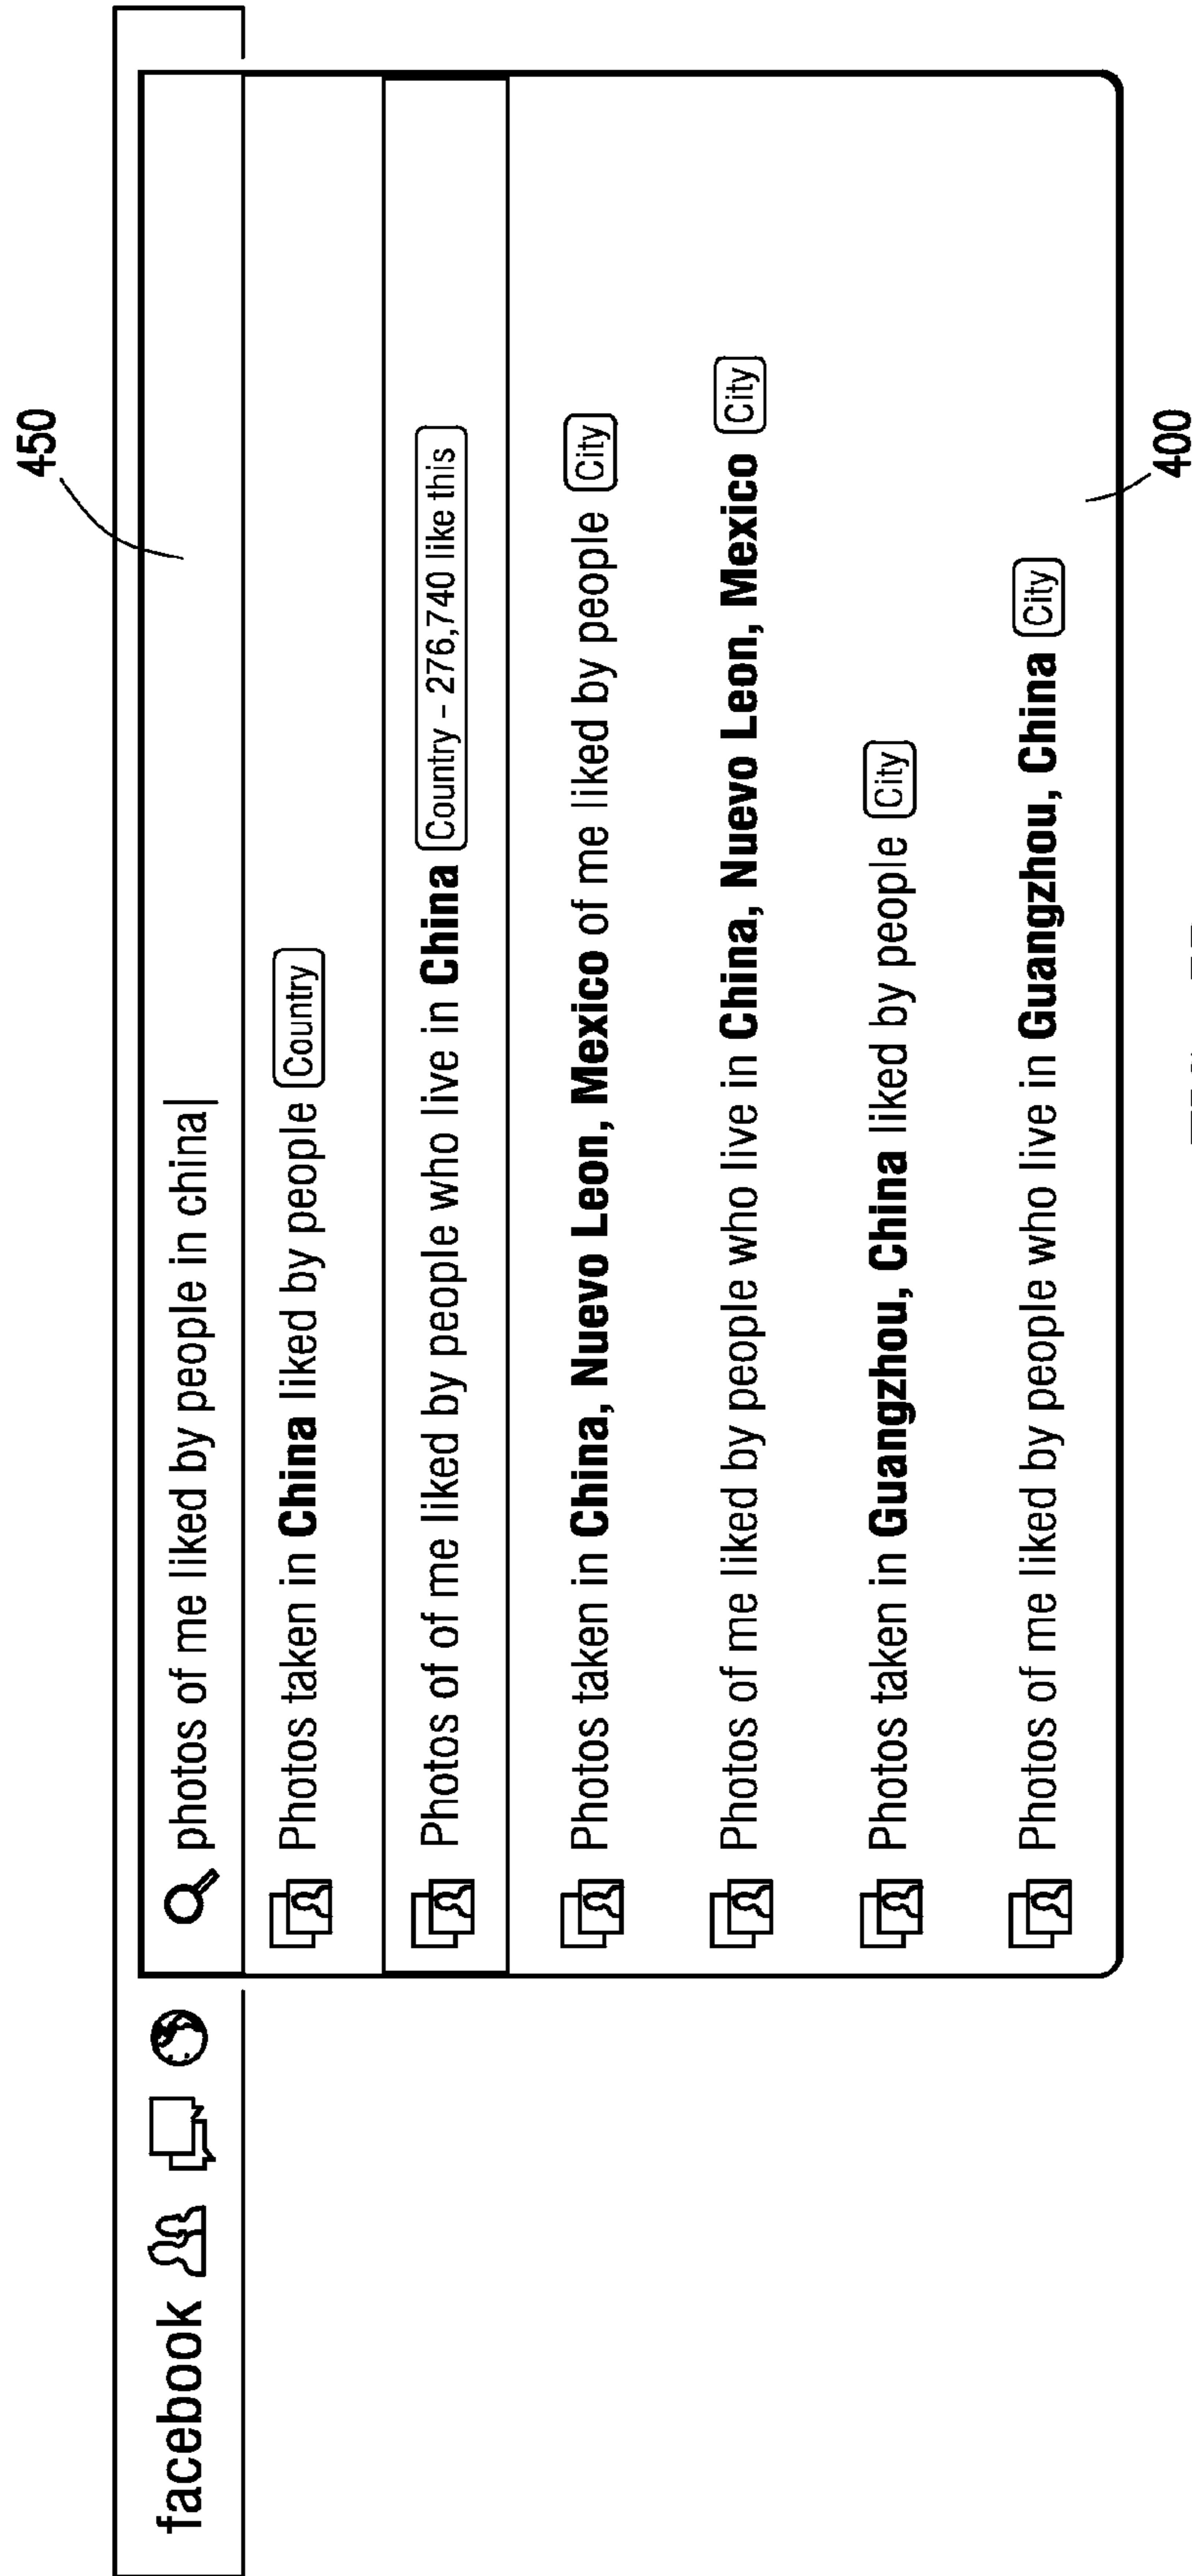 450
facebook
photos of me liked by people in china
Photos taken in China liked by people Country
Photos of of me liked by people who live in China Country – 276,740 like this
Photos taken in China, Nuevo Leon, Mexico of me liked by people City
Photos of me liked by people who live in China, Nuevo Leon, Mexico City
Photos taken in Guangzhou, China liked by people City
Photos of me liked by people who live in Guangzhou, China City
400